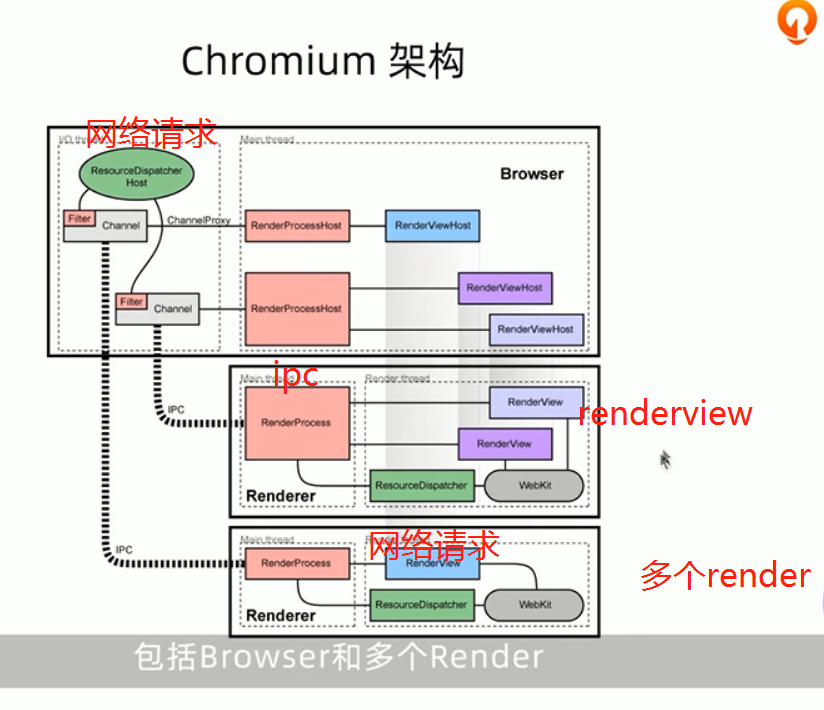 Chromium 架构
网络请求
I/O thread
Main thread
ResourceDispatcher
Host
Browser
Filter
Channel
ChannelProxy
RenderProcessHost
RenderViewHost
Filter
Channel
RenderProcessHost
RenderViewHost
RenderViewHost
ipc
Main thread
Render thread
IPC
RenderProcess
RenderView
renderview
RenderView
ResourceDispatcher
WebKit
Renderer
网络请求
Main thread
IPC
RenderProcess
RenderView
多个render
ResourceDispatcher
WebKit
Renderer
包括Browser和多个Render